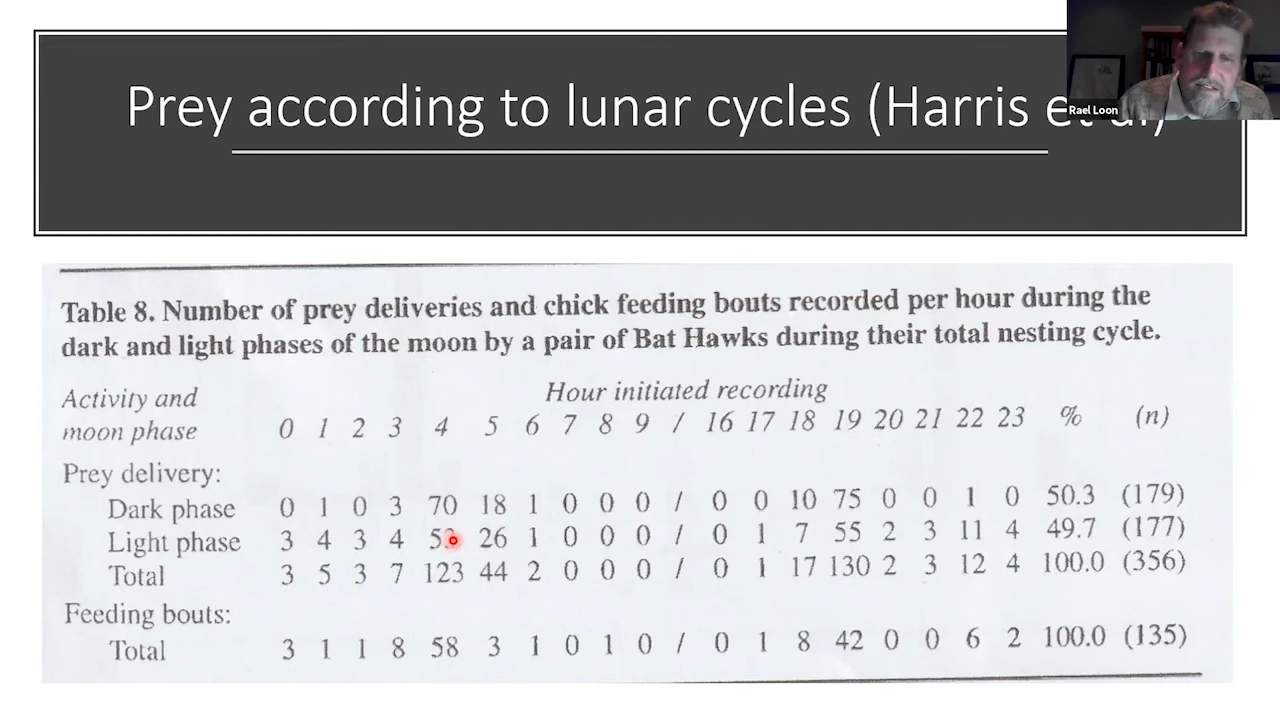 Prey according to lunar cycles (Harris
Rael Loon
Table 8. Number of prey deliveries and chick feeding bouts recorded per hour during the
dark and light phases of the moon by a pair of Bat Hawks during their total nesting cycle.
Activity and Hour initiated recording
moon phase 0 1 2 3 4 5 6 7 8 9 / 16 17 18 19 20 21 22 23 % (n)
Prey delivery:
Dark phase 0 1 0 3 70 18 1 0 0 0 / 0 0 10 75 0 0 1 0 50.3 (179)
Light phase 3 4 3 4 26 1 0 0 0 / 0 1 7 55 2 3 11 4 49.7 (177)
Total 3 5 3 7 123 44 2 0 0 0 / 0 1 17 130 2 3 12 4 100.0 (356)
Feeding bouts:
Total 3 1 1 8 58 3 1 0 1 0 / 0 1 8 42 0 0 6 2 100.0 (135)